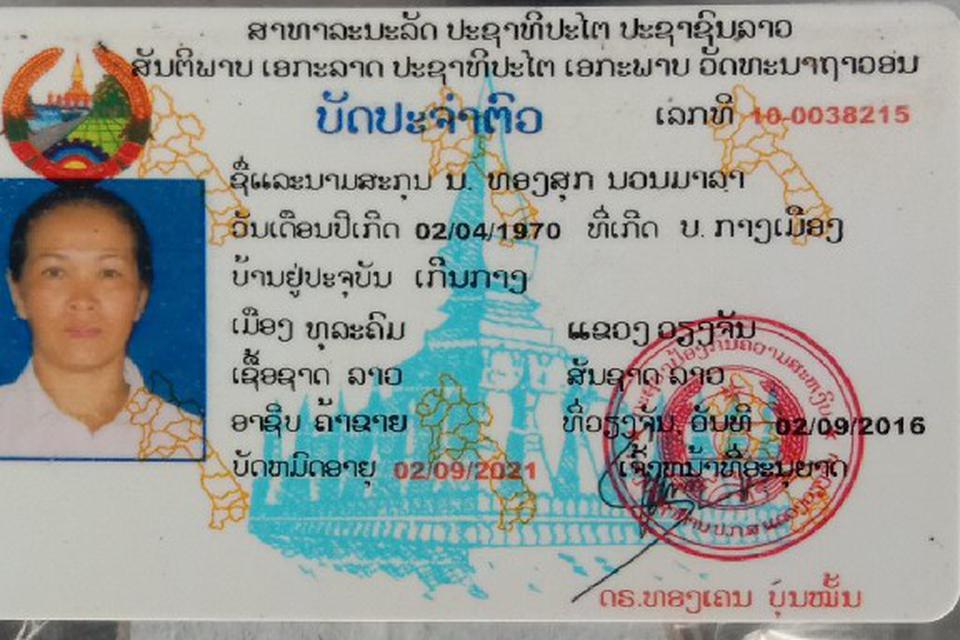 ສາທາລະນະລັດ ປະຊາທິປະໄຕ ປະຊາຊົນລາວ
ສັນຕິພາບ ເອກະລາດ ປະຊາທິປະໄຕ ເອກະພາບ ວັດທະນາຖາວອນ
ບັດປະຈຳຕົວ ເລກທີ 10-0038215
ຊື່ແລະນາມສະກຸນ ນ. ທອງສຸກ ນວນມາລາ
ວັນເດືອນປີເກີດ 02/04/1970 ທີ່ເກີດ ບ. ກາງເມືອງ
ບ້ານຢູ່ປະຈຸບັນ ເກີນກາງ
ເມືອງ ທຸລະຄົມ ແຂວງ ວຽງຈັນ
ເຊື້ອຊາດ ລາວ ສັນຊາດ ລາວ
ອາຊີບ ຄ້າຂາຍ ທີ່ວຽງຈັນ ວັນທີ 02/09/2016
ບັດຫມົດອາຍຸ 02/09/2021 ເຈົ້າຫນ້າທີ່ອະນຸຍາດ
ດຣ.ທອງເຄນ ບຸນໝັ້ນ